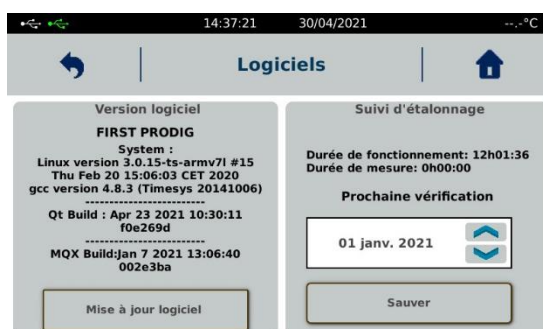 14:37:21 30/04/2021 --,-°C
Logiciels
Version logiciel
FIRST PRODIG
System :
Linux version 3.0.15-ts-armv7l #15
Thu Feb 20 15:06:03 CET 2020
gcc version 4.8.3 (Timesys 20141006)
------------------------
Qt Build : Apr 23 2021 10:30:11
f0e269d
------------------------
MQX Build:Jan 7 2021 13:06:40
002e3ba
Mise à jour logiciel
Suivi d'étalonnage
Durée de fonctionnement: 12h01:36
Durée de mesure: 0h00:00
Prochaine vérification
01 janv. 2021
Sauver